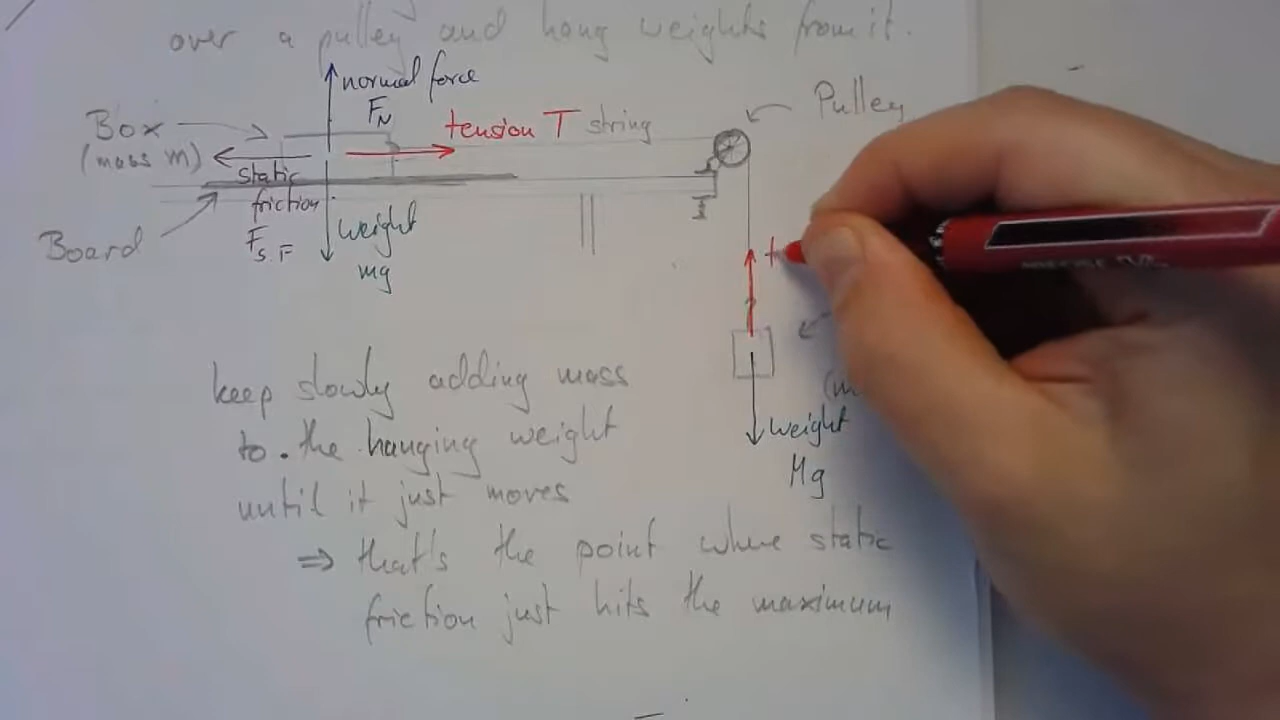 over a pulley and hang weights from it.
normal force
F_N
Pulley
Box
tension T string
(mass m)
static
friction
F_S.F
Board
weight
mg
keep slowly adding mass
to the hanging weight
until it just moves
⇒ that's the point where static
friction just hits the maximum
t
(m
weight
Mg